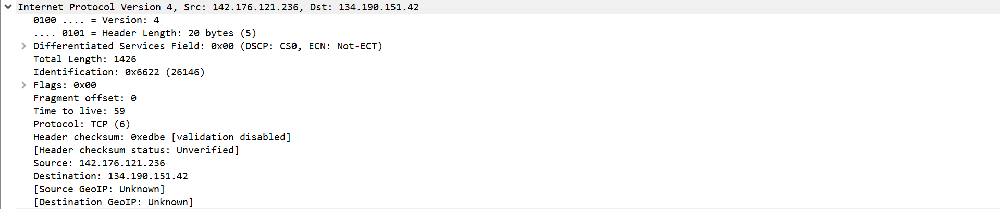 Internet Protocol Version 4, Src: 142.176.121.236, Dst: 134.190.151.42
0100 .... = Version: 4
.... 0101 = Header Length: 20 bytes (5)
Differentiated Services Field: 0x00 (DSCP: CS0, ECN: Not-ECT)
Total Length: 1426
Identification: 0x6622 (26146)
Flags: 0x00
Fragment offset: 0
Time to live: 59
Protocol: TCP (6)
Header checksum: 0xedbe [validation disabled]
[Header checksum status: Unverified]
Source: 142.176.121.236
Destination: 134.190.151.42
[Source GeoIP: Unknown]
[Destination GeoIP: Unknown]